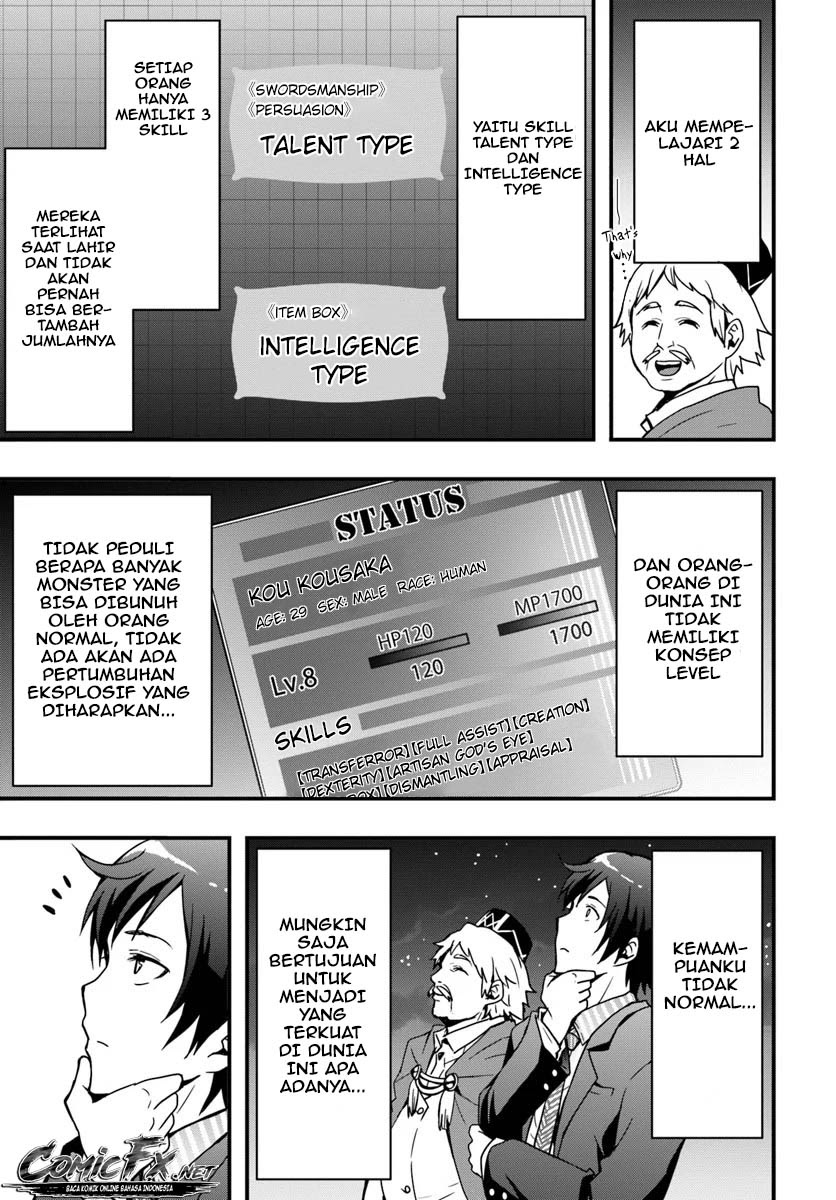 AKU MEMPE-
LAJARI 2
HAL
That's
why
YAITU SKILL
TALENT TYPE
DAN
INTELLIGENCE
TYPE
《SWORDSMANSHIP》
《PERSUASION》
TALENT TYPE
《ITEM BOX》
INTELLIGENCE
TYPE
SETIAP
ORANG
HANYA
MEMILIKI 3
SKILL
MEREKA
TERLIHAT
SAAT LAHIR
DAN TIDAK
AKAN
PERNAH
BISA BER-
TAMBAH
JUMLAHNYA
DAN ORANG-
ORANG DI
DUNIA INI
TIDAK
MEMILIKI
KONSEP
LEVEL
STATUS
KOU KOUSAKA
AGE: 29 SEX: MALE RACE: HUMAN
Lv.8
HP120
120
MP1700
1700
SKILLS
[TRANSFERROR][FULL ASSIST][CREATION]
[DEXTERITY][ARTISAN GOD'S EYE]
[DISMANTLING][APPRAISAL]
TIDAK PEDULI
BERAPA BANYAK
MONSTER YANG
BISA DIBUNUH
OLEH ORANG
NORMAL, TIDAK
ADA AKAN ADA
PERTUMBUHAN
EKSPLOSIF YANG
DIHARAPKAN...
KEMAM-
PUANKU
TIDAK
NORMAL...
MUNGKIN
SAJA
BERTUJUAN
UNTUK
MENJADI
YANG
TERKUAT
DI DUNIA
INI APA
ADANYA...
COMICFX.NET
BACA KOMIK ONLINE BAHASA INDONESIA